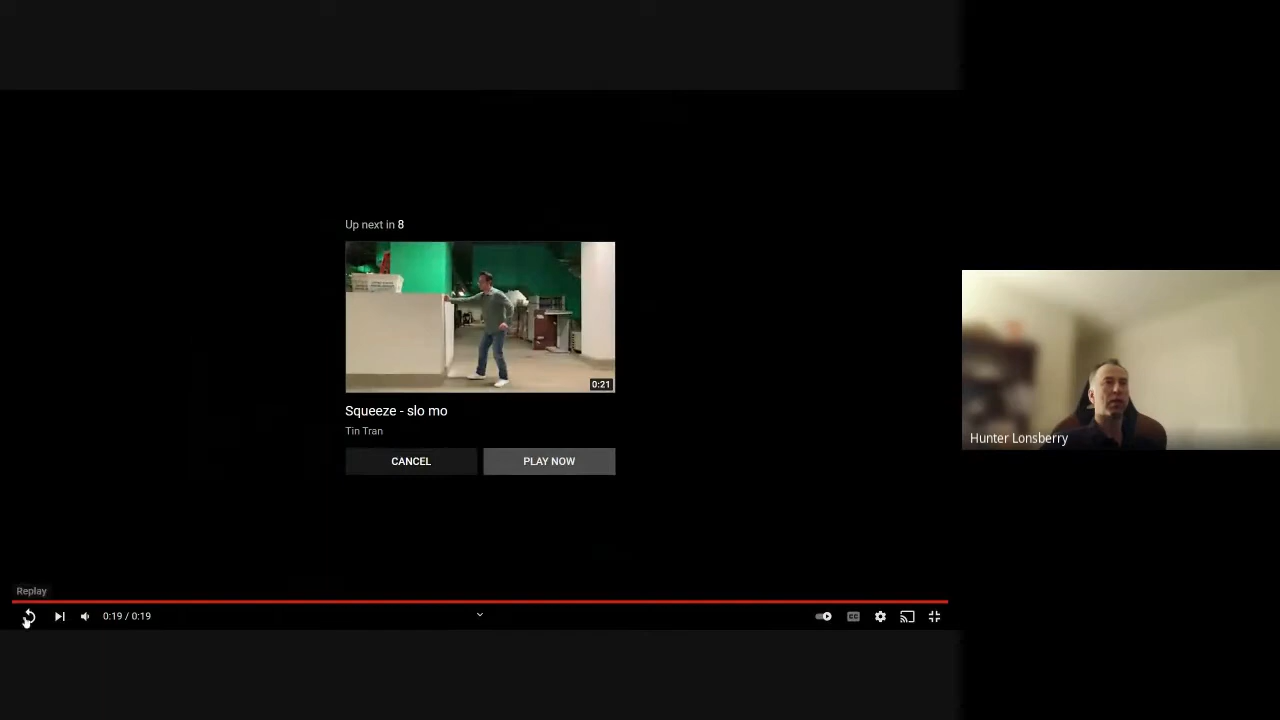 Up next in 8
0:21
Squeeze - slo mo
Tin Tran
CANCEL
PLAY NOW
Hunter Lonsberry
Replay
0:19 / 0:19
CC